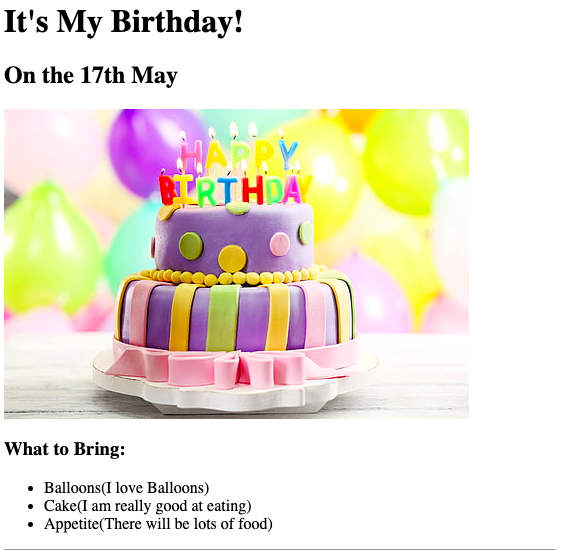 It's My Birthday!
On the 17th May
HAPPY
BIRTHDAY
What to Bring:
Balloons(I love Balloons)
Cake(I am really good at eating)
Appetite(There will be lots of food)